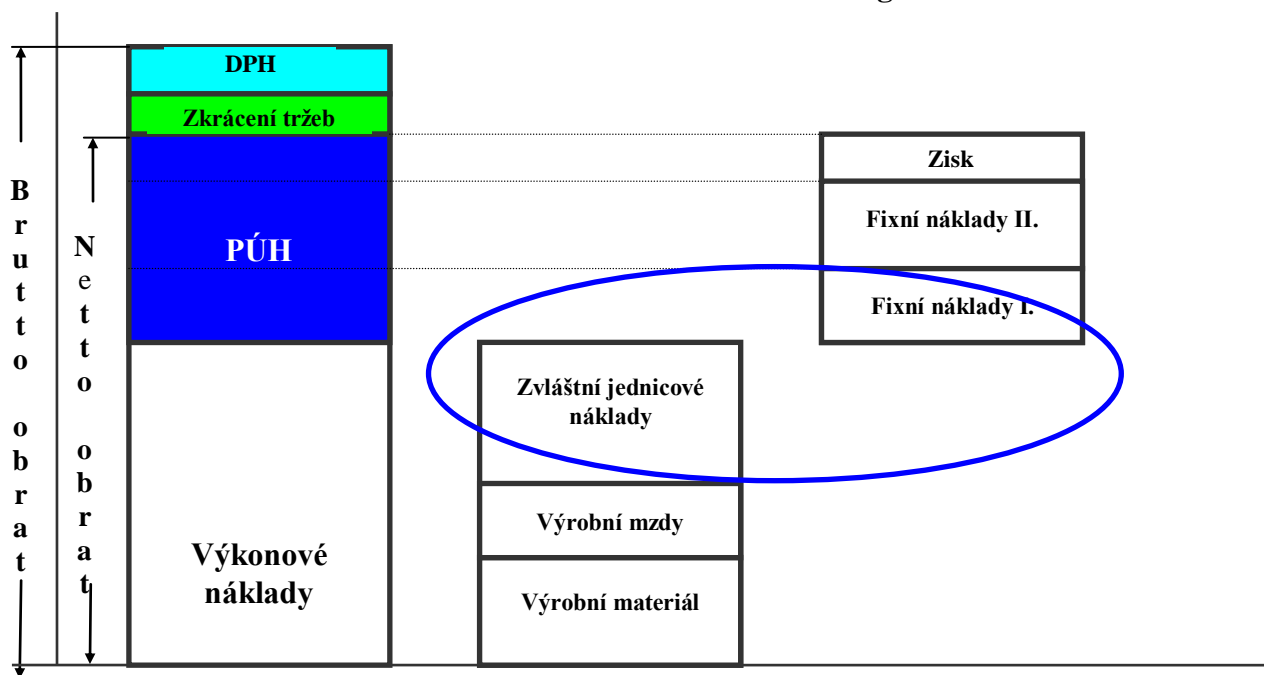 g
DPH
Zkrácení tržeb
PÚH
Výkonové
náklady
Brutto obrat
Netto obrat
Zvláštní jednicové
náklady
Výrobní mzdy
Výrobní materiál
Zisk
Fixní náklady II.
Fixní náklady I.